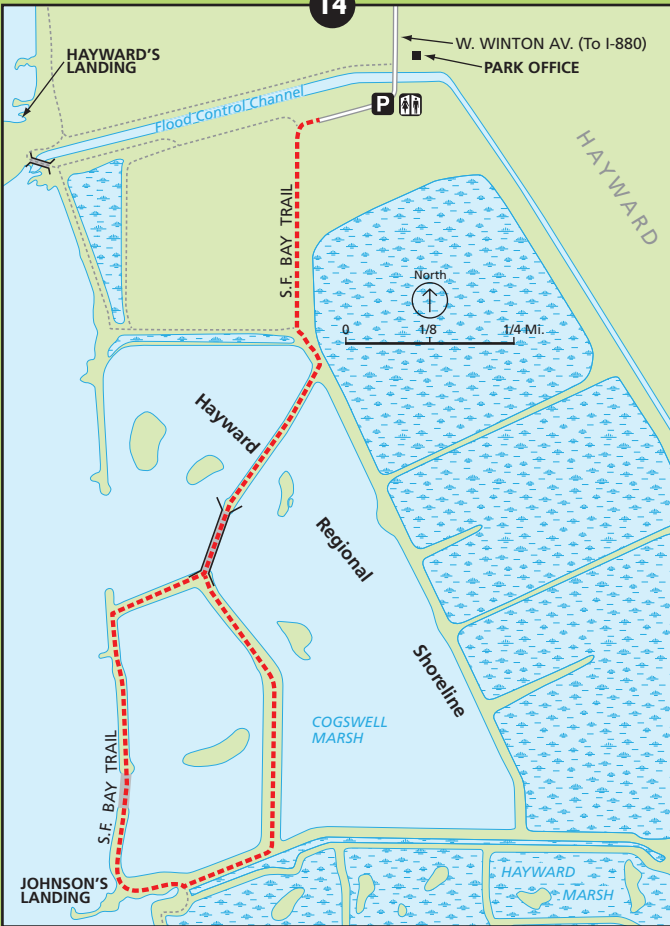 14
HAYWARD'S
LANDING
W. WINTON AV. (To I-880)
PARK OFFICE
Flood Control Channel
P
HAYWARD
S.F. BAY TRAIL
North
0 1/8 1/4 Mi.
Hayward
Regional
Shoreline
COGSWELL
MARSH
S.F. BAY TRAIL
JOHNSON'S
LANDING
HAYWARD
MARSH